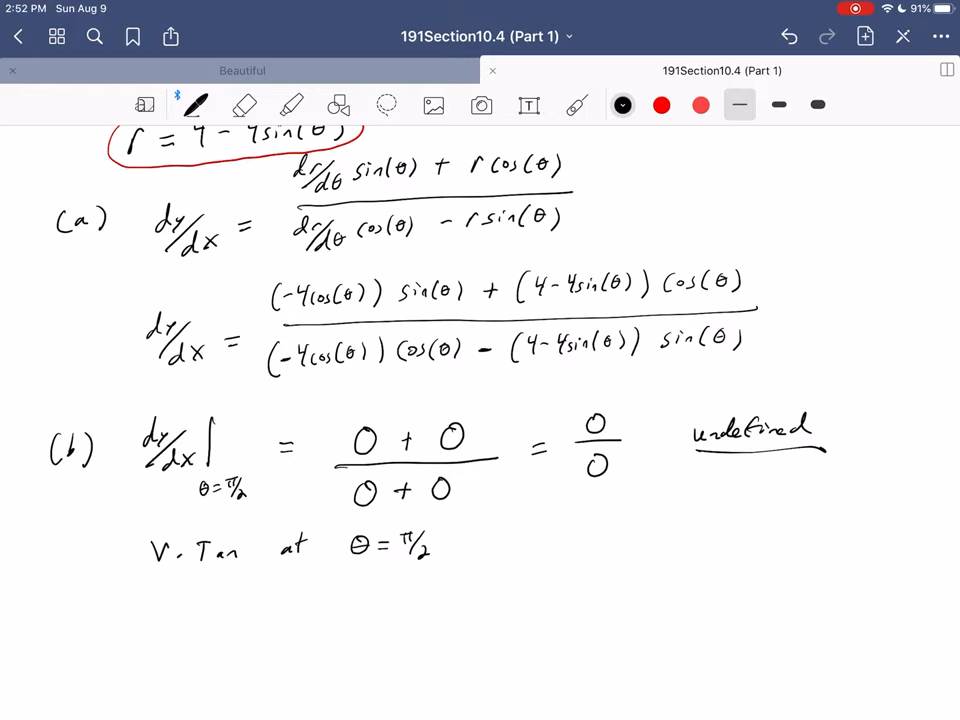 2:52 PM Sun Aug 9 91%
191Section10.4 (Part 1)
Beautiful
191Section10.4 (Part 1)
T
r = 4 - 4sin(θ)
(a) dy/dx = dr/dθ sin(θ) + r cos(θ)
dr/dθ cos(θ) - r sin(θ)
dy/dx = (-4cos(θ)) sin(θ) + (4-4sin(θ)) cos(θ)
(-4cos(θ)) cos(θ) - (4-4sin(θ)) sin(θ)
(b) dy/dx | θ=π/2 = 0 + 0 / 0 + 0 = 0/0 undefined
V. Tan at θ = π/2